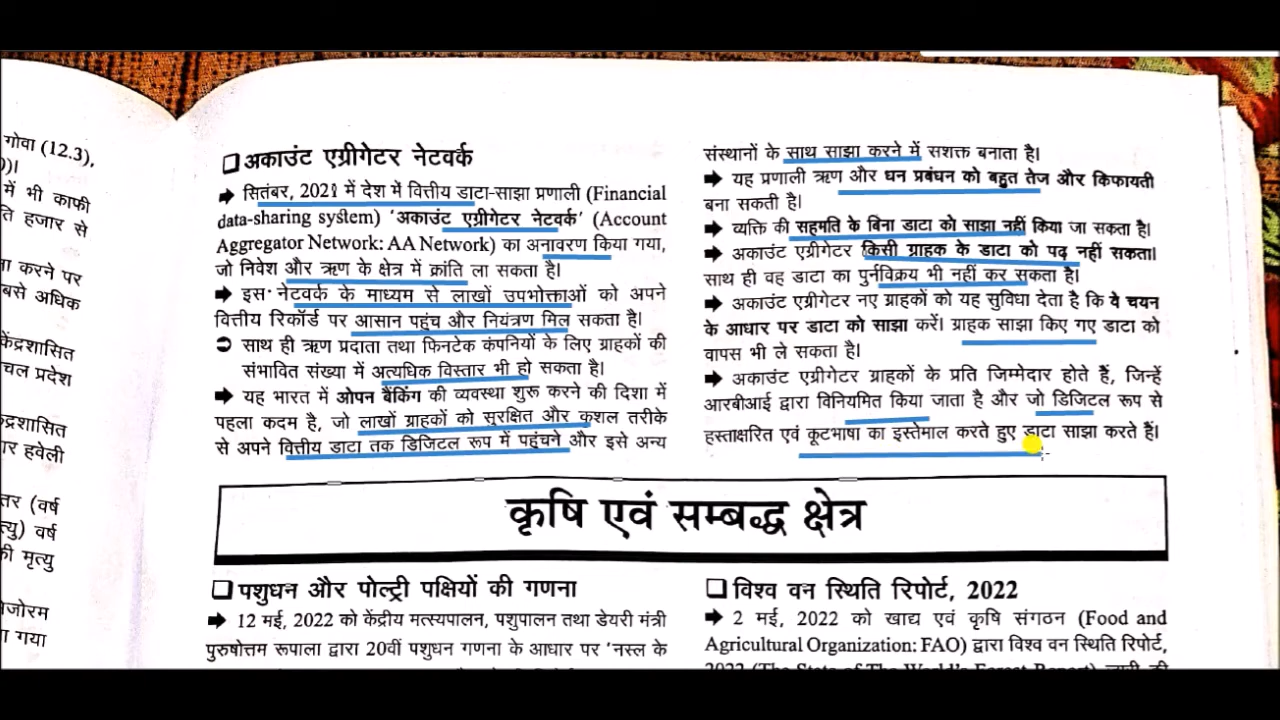 गोवा (12.3),
))।
में भी काफी
ति हजार से
ना करने पर
बसे अधिक
केंद्रशासित
चल प्रदेश
द्रशासित
ार हवेली
तर (वर्ष
त्यु) वर्ष
की मृत्यु
मेजोरम
ा गया
❑ अकाउंट एग्रीगेटर नेटवर्क
➡ सितंबर, 2021 में देश में वित्तीय डाटा-साझा प्रणाली (Financial
data-sharing system) 'अकाउंट एग्रीगेटर नेटवर्क' (Account
Aggregator Network: AA Network) का अनावरण किया गया,
जो निवेश और ऋण के क्षेत्र में क्रांति ला सकता है।
➡ इस नेटवर्क के माध्यम से लाखों उपभोक्ताओं को अपने
वित्तीय रिकॉर्ड पर आसान पहुंच और नियंत्रण मिल सकता है।
➲ साथ ही ऋण प्रदाता तथा फिनटेक कंपनियों के लिए ग्राहकों की
संभावित संख्या में अत्यधिक विस्तार भी हो सकता है।
➡ यह भारत में ओपन बैंकिंग की व्यवस्था शुरू करने की दिशा में
पहला कदम है, जो लाखों ग्राहकों को सुरक्षित और कुशल तरीके
से अपने वित्तीय डाटा तक डिजिटल रूप में पहुंचने और इसे अन्य
संस्थानों के साथ साझा करने में सशक्त बनाता है।
➡ यह प्रणाली ऋण और धन प्रबंधन को बहुत तेज और किफायती
बना सकती है।
➡ व्यक्ति की सहमति के बिना डाटा को साझा नहीं किया जा सकता है।
➡ अकाउंट एग्रीगेटर किसी ग्राहक के डाटा को पढ़ नहीं सकता।
साथ ही वह डाटा का पुर्नविक्रय भी नहीं कर सकता है।
➡ अकाउंट एग्रीगेटर नए ग्राहकों को यह सुविधा देता है कि वे चयन
के आधार पर डाटा को साझा करें। ग्राहक साझा किए गए डाटा को
वापस भी ले सकता है।
➡ अकाउंट एग्रीगेटर ग्राहकों के प्रति जिम्मेदार होते हैं, जिन्हें
आरबीआई द्वारा विनियमित किया जाता है और जो डिजिटल रूप से
हस्ताक्षरित एवं कूटभाषा का इस्तेमाल करते हुए डाटा साझा करते हैं।
कृषि एवं सम्बद्ध क्षेत्र
❑ पशुधन और पोल्ट्री पक्षियों की गणना
➡ 12 मई, 2022 को केंद्रीय मत्स्यपालन, पशुपालन तथा डेयरी मंत्री
पुरुषोत्तम रूपाला द्वारा 20वीं पशुधन गणना के आधार पर 'नस्ल के
❑ विश्व वन स्थिति रिपोर्ट, 2022
➡ 2 मई, 2022 को खाद्य एवं कृषि संगठन (Food and
Agricultural Organization: FAO) द्वारा विश्व वन स्थिति रिपोर्ट,
2022 (The State of The World's Forest Report) जारी की